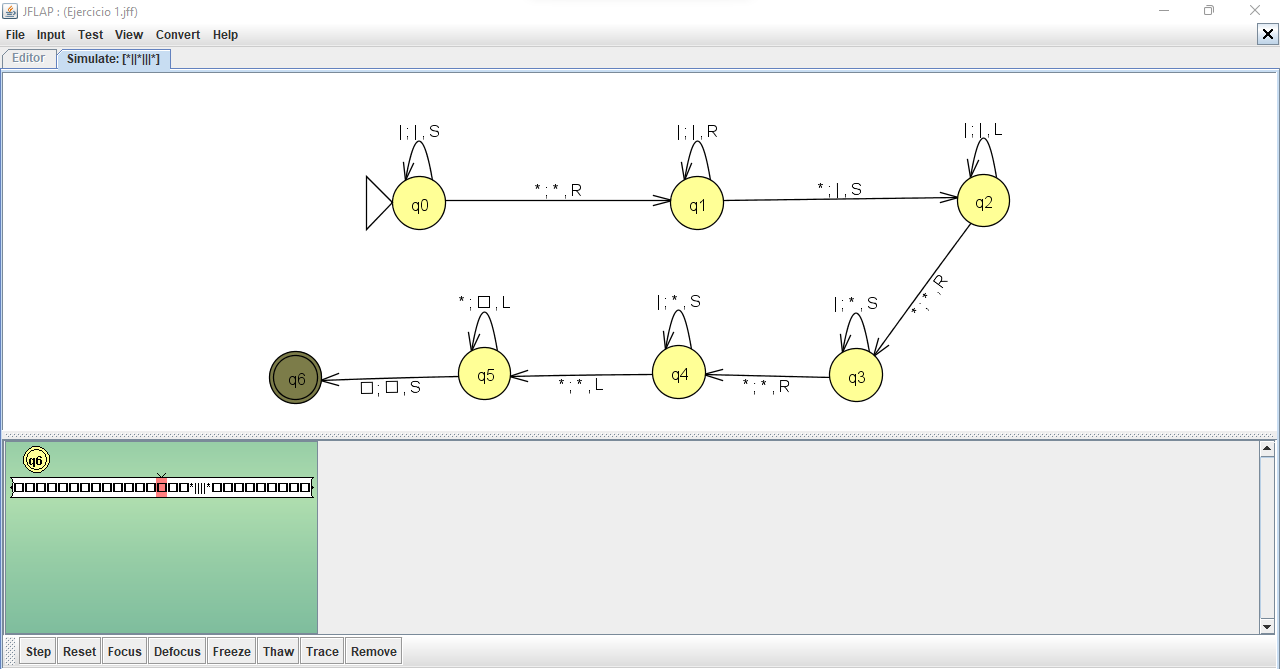 JFLAP : (Ejercicio 1.jff)
File Input Test View Convert Help
Editor Simulate: [*||*|||*]
|;|,S |;|,R |;|,L
*;*,R *;|,S
q0 q1 q2
*;*,R
*;□,L |;*,S |;*,S
q6 q5 q4 q3
□;□,S *;*,L *;*,R
q6
□□□□□□□□□□□□□□□□*||||*□□□□□□□□□
Step Reset Focus Defocus Freeze Thaw Trace Remove